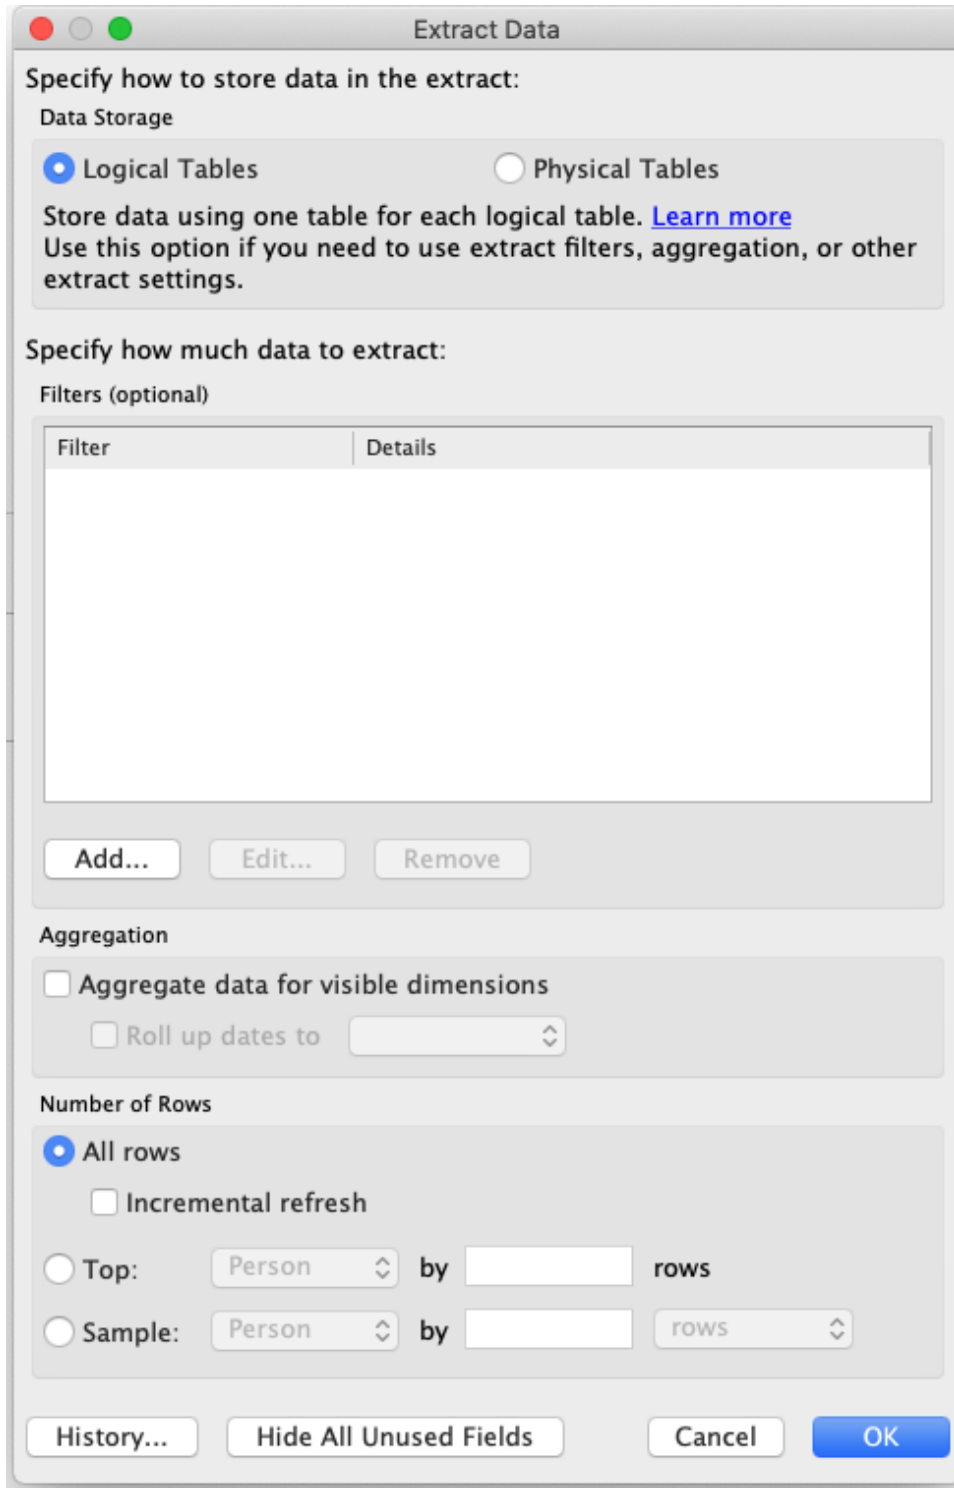 Extract Data
Specify how to store data in the extract:
Data Storage
Logical Tables Physical Tables
Store data using one table for each logical table. Learn more
Use this option if you need to use extract filters, aggregation, or other
extract settings.
Specify how much data to extract:
Filters (optional)
Filter Details
Add... Edit... Remove
Aggregation
Aggregate data for visible dimensions
Roll up dates to
Number of Rows
All rows
Incremental refresh
Top: Person by rows
Sample: Person by rows
History... Hide All Unused Fields Cancel OK